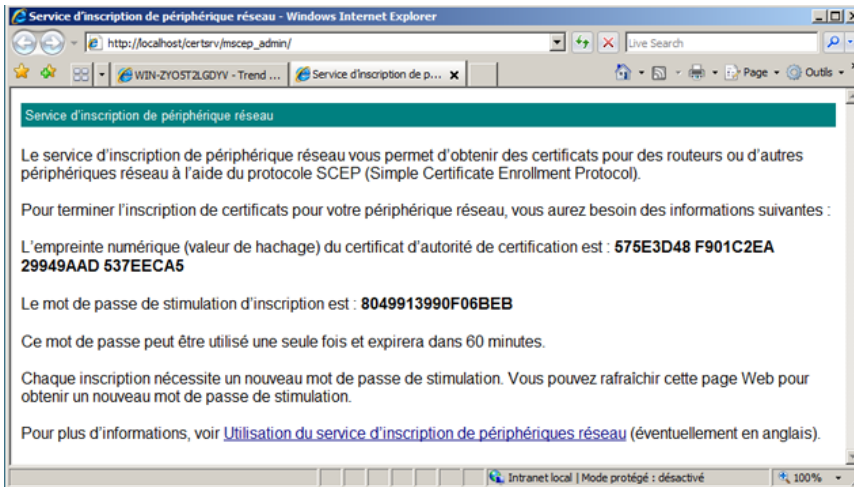 Service d'inscription de périphérique réseau - Windows Internet Explorer
http://localhost/certsrv/mscep_admin/
Live Search
WIN-ZYO5T2LGDYV - Trend ...
Service d'inscription de p...
Page
Outils
Service d'inscription de périphérique réseau
Le service d'inscription de périphérique réseau vous permet d'obtenir des certificats pour des routeurs ou d'autres
périphériques réseau à l'aide du protocole SCEP (Simple Certificate Enrollment Protocol).
Pour terminer l'inscription de certificats pour votre périphérique réseau, vous aurez besoin des informations suivantes :
L'empreinte numérique (valeur de hachage) du certificat d'autorité de certification est : 575E3D48 F901C2EA
29949AAD 537EECA5
Le mot de passe de stimulation d'inscription est : 8049913990F06BEB
Ce mot de passe peut être utilisé une seule fois et expirera dans 60 minutes.
Chaque inscription nécessite un nouveau mot de passe de stimulation. Vous pouvez rafraîchir cette page Web pour
obtenir un nouveau mot de passe de stimulation.
Pour plus d'informations, voir Utilisation du service d'inscription de périphériques réseau (éventuellement en anglais).
Intranet local | Mode protégé : désactivé
100%